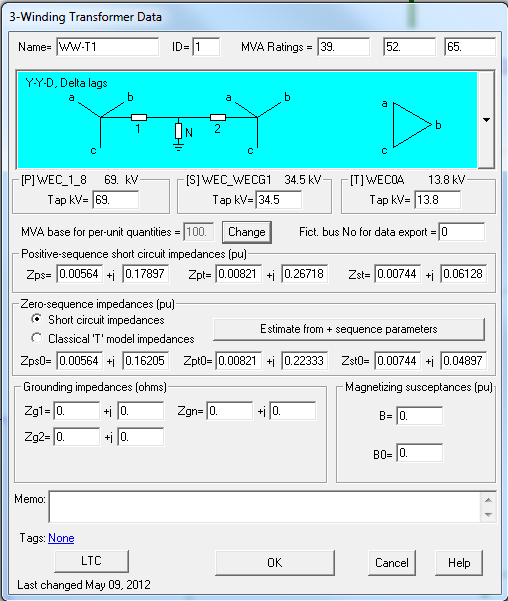 3-Winding Transformer Data
Name= WW-T1 ID= 1 MVA Ratings = 39. 52. 65.
Y-Y-D, Delta lags
a b a b a
1 2 N b
c c c
[P] WEC_1_8 69. kV [S] WEC_WECG1 34.5 kV [T] WEC0A 13.8 kV
Tap kV= 69. Tap kV= 34.5 Tap kV= 13.8
MVA base for per-unit quantities = 100. Change Fict. bus No for data export = 0
Positive-sequence short circuit impedances (pu)
Zps= 0.00564 +j 0.17897 Zpt= 0.00821 +j 0.26718 Zst= 0.00744 +j 0.06128
Zero-sequence impedances (pu)
Short circuit impedances
Classical 'T' model impedances
Estimate from + sequence parameters
Zps0= 0.00564 +j 0.16205 Zpt0= 0.00821 +j 0.22333 Zst0= 0.00744 +j 0.04897
Grounding impedances (ohms) Magnetizing susceptances (pu)
Zg1= 0. +j 0. Zgn= 0. +j 0. B= 0.
Zg2= 0. +j 0.
B0= 0.
Memo:
Tags: None
LTC OK Cancel Help
Last changed May 09, 2012